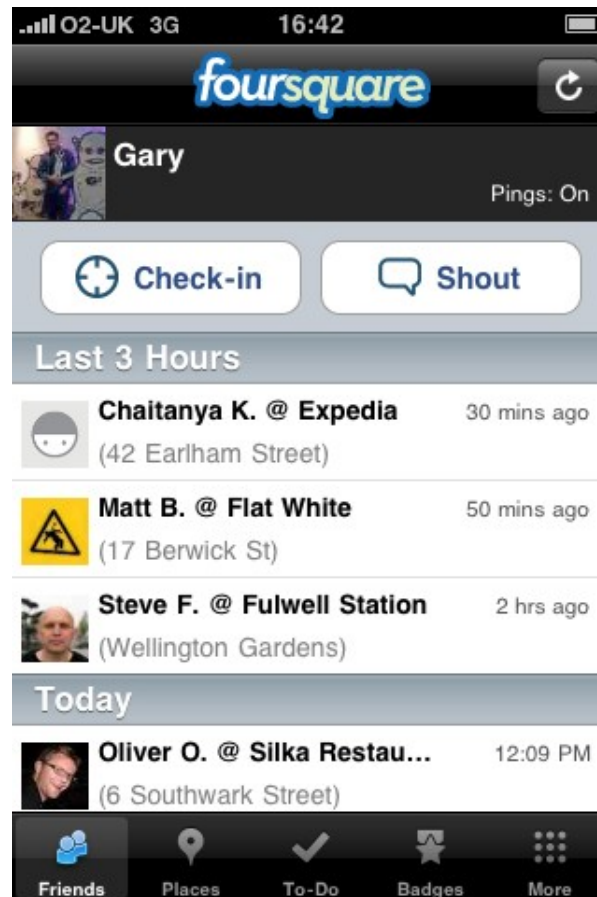 O2-UK 3G 16:42
foursquare
Gary
Pings: On
Check-in Shout
Last 3 Hours
Chaitanya K. @ Expedia 30 mins ago
(42 Earlham Street)
Matt B. @ Flat White 50 mins ago
(17 Berwick St)
Steve F. @ Fulwell Station 2 hrs ago
(Wellington Gardens)
Today
Oliver O. @ Silka Restau... 12:09 PM
(6 Southwark Street)
Friends Places To-Do Badges More